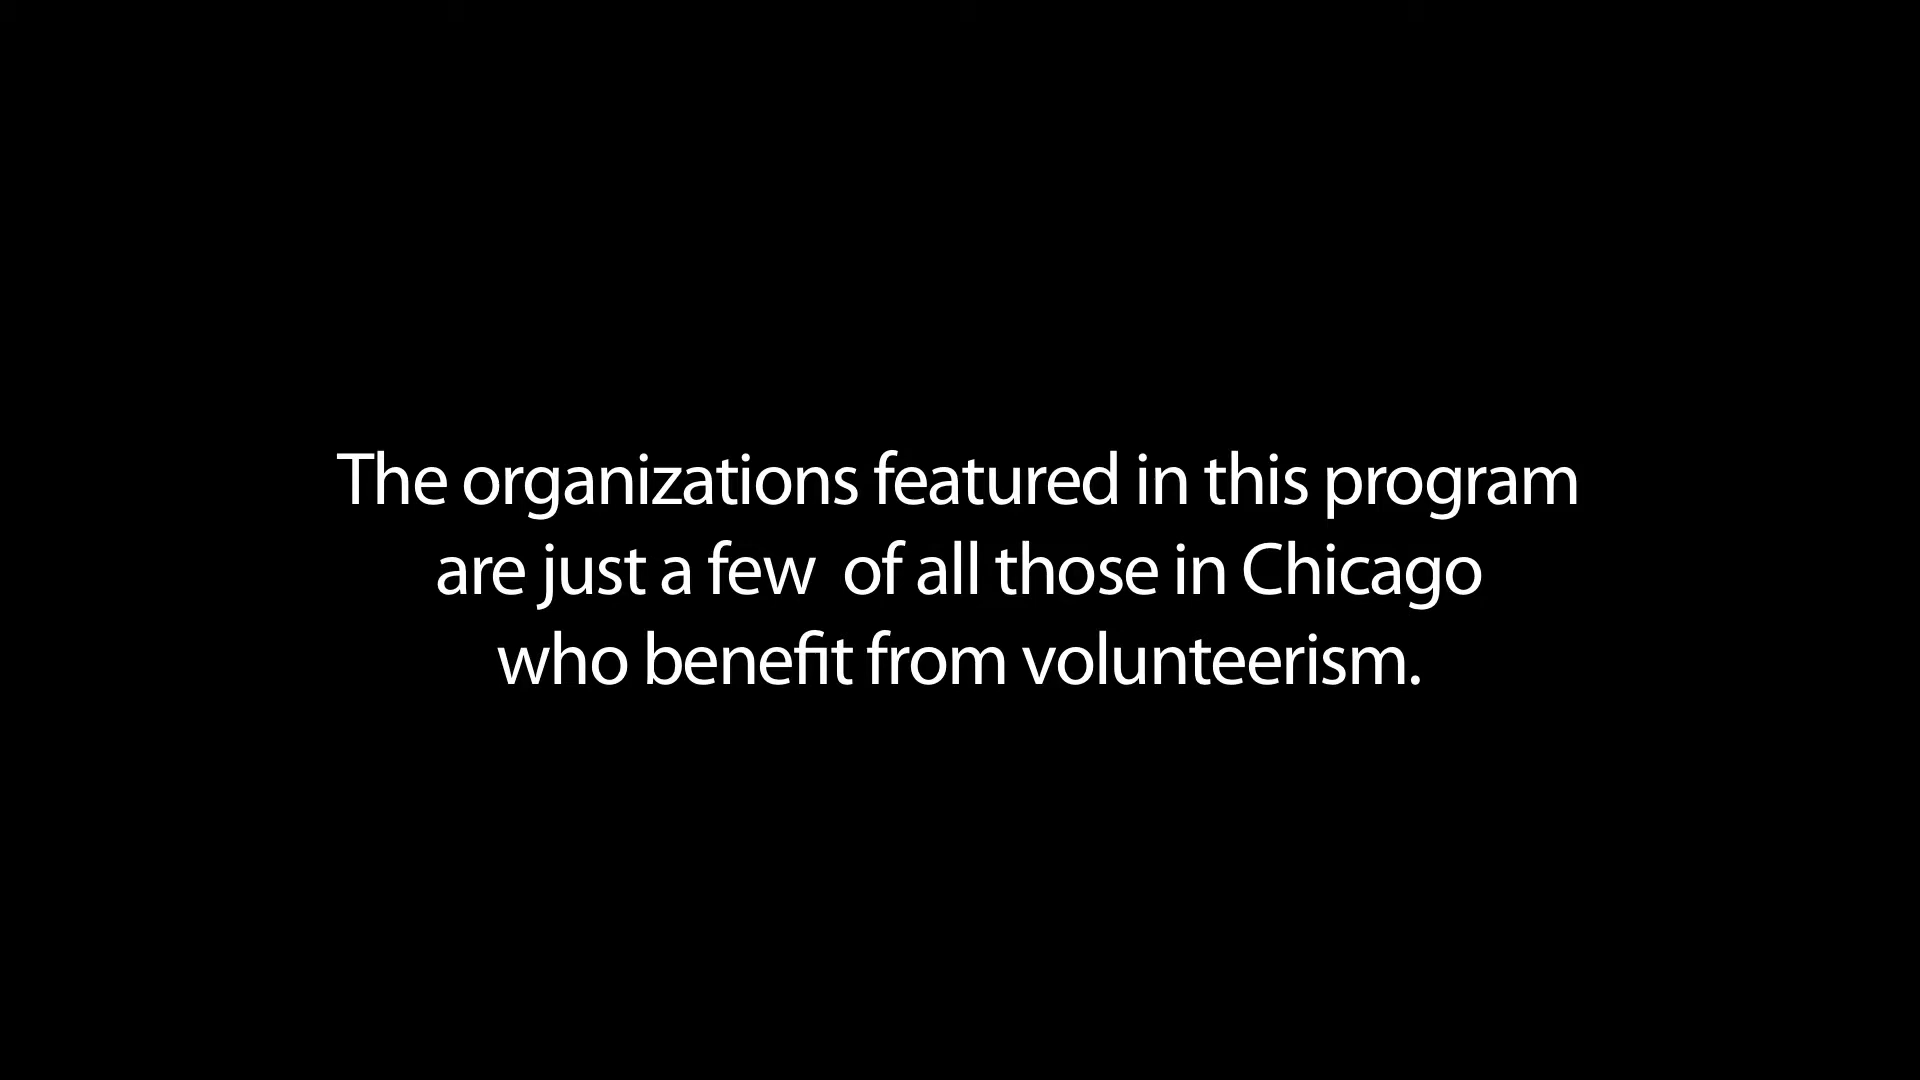 The organizations featured in this program
are just a few  of all those in Chicago
who benefit from volunteerism.